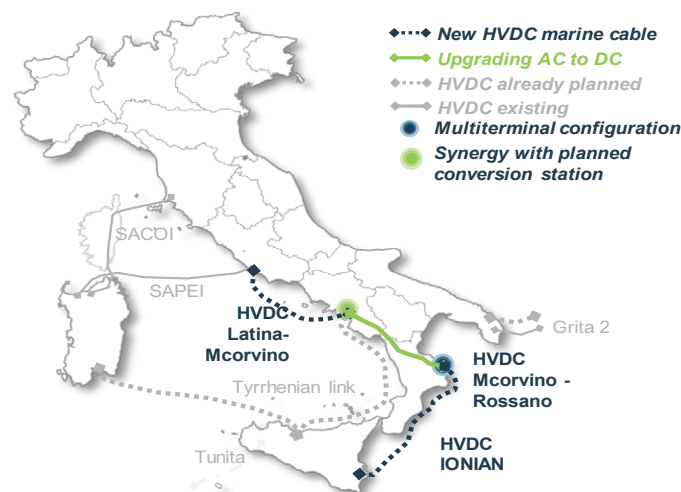 New HVDC marine cable
Upgrading AC to DC
HVDC already planned
HVDC existing
Multiterminal configuration
Synergy with planned
conversion station
SACOI
SAPEI
HVDC
Latina-
Mcorvino
Grita 2
HVDC
Mcorvino -
Rossano
Tyrrhenian link
HVDC
IONIAN
Tunita